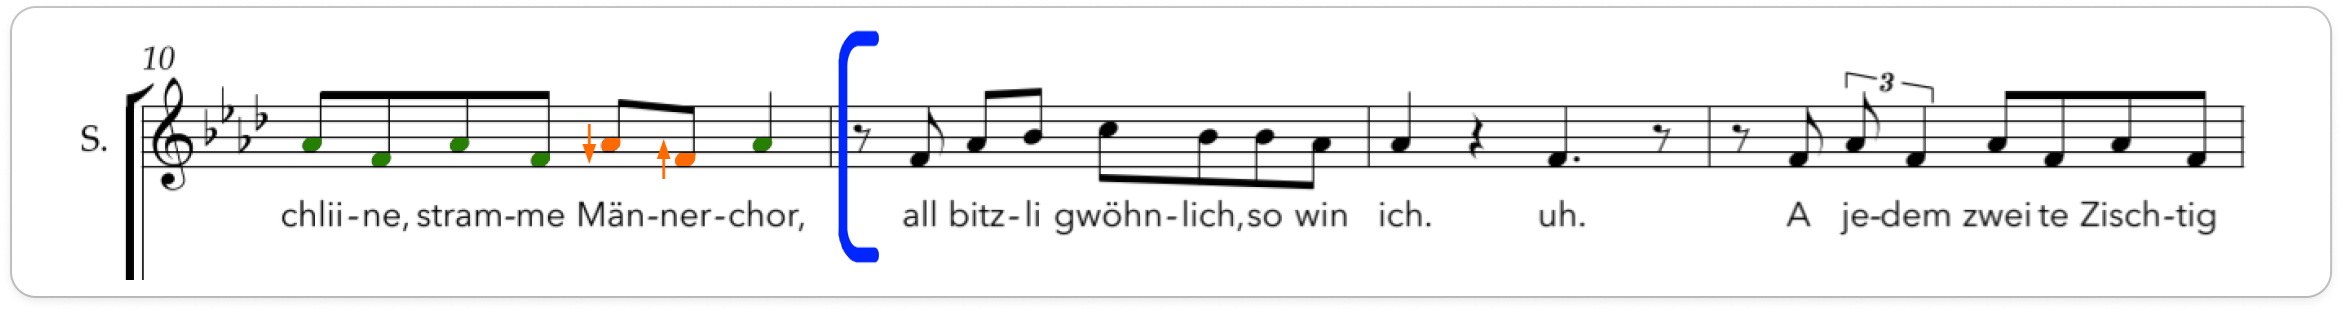 10
3
S.
chlii-ne, stram-me Män-ner-chor, all bitz-li gwöhn-lich, so win ich. uh. A je-dem zwei te Zisch-tig